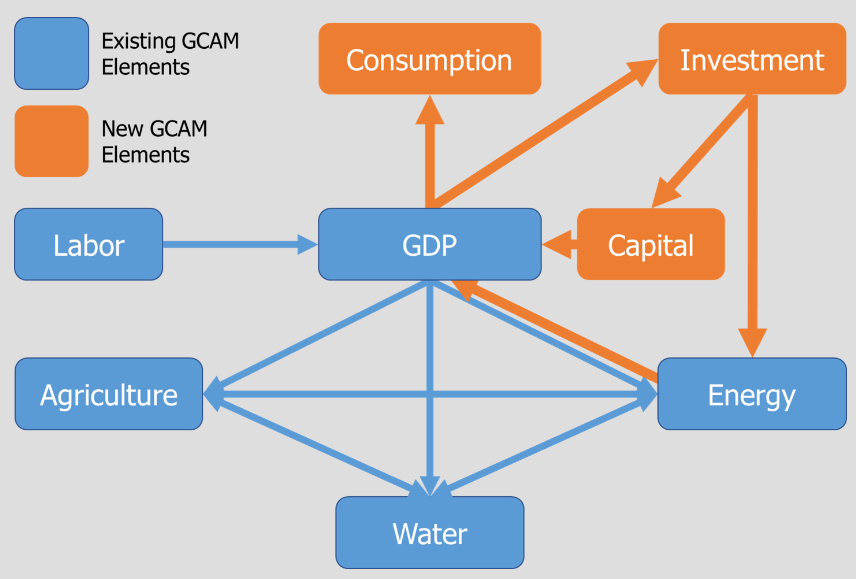 Existing GCAM
Elements
New GCAM
Elements
Consumption
Investment
Labor
GDP
Capital
Agriculture
Energy
Water